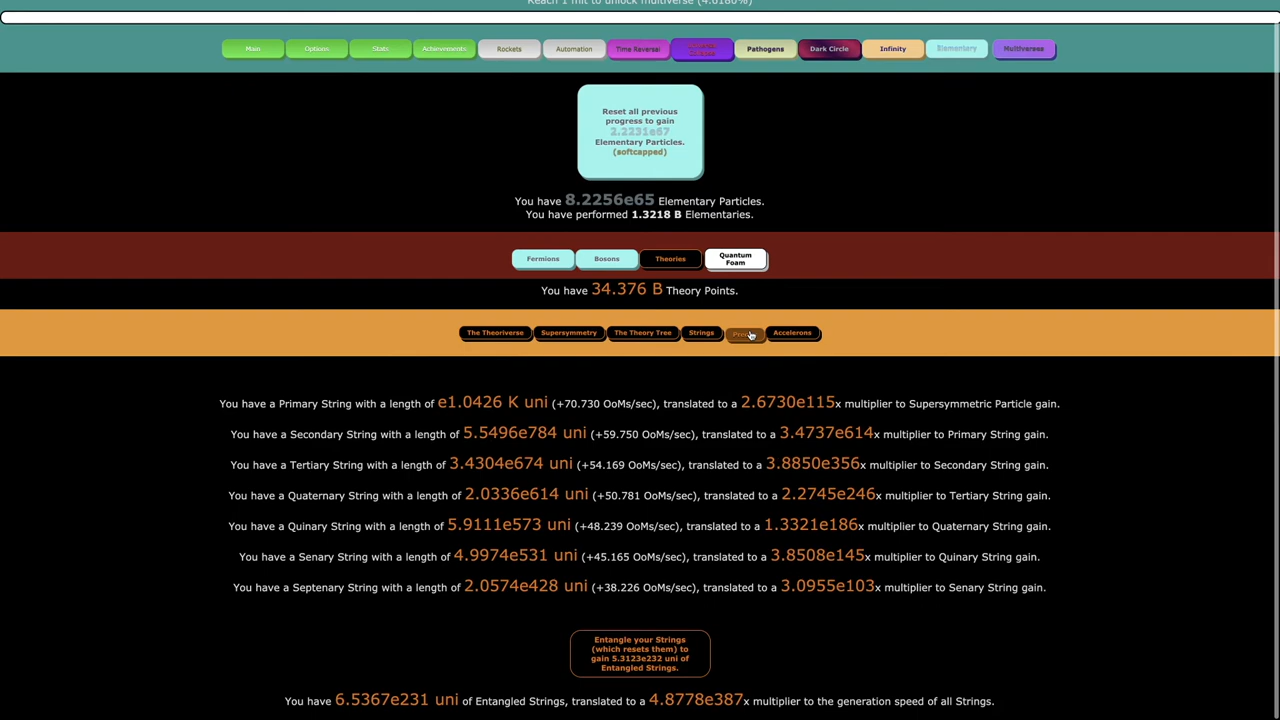 Reach 1 mlt to unlock multiverse (4.6180%)
Main Options Stats Achievements Rockets Automation Time Reversal Pathogens Dark Circle Infinity Elementary Multiverse
Reset all previous
progress to gain
2.2231e67
Elementary Particles.
(softcapped)
You have 8.2256e65 Elementary Particles.
You have performed 1.3218 B Elementaries.
Fermions Bosons Theories Quantum
Foam
You have 34.376 B Theory Points.
The Theoriverse Supersymmetry The Theory Tree Strings Accelerons
You have a Primary String with a length of e1.0426 K uni (+70.730 OoMs/sec), translated to a 2.6730e115x multiplier to Supersymmetric Particle gain.
You have a Secondary String with a length of 5.5496e784 uni (+59.750 OoMs/sec), translated to a 3.4737e614x multiplier to Primary String gain.
You have a Tertiary String with a length of 3.4304e674 uni (+54.169 OoMs/sec), translated to a 3.8850e356x multiplier to Secondary String gain.
You have a Quaternary String with a length of 2.0336e614 uni (+50.781 OoMs/sec), translated to a 2.2745e246x multiplier to Tertiary String gain.
You have a Quinary String with a length of 5.9111e573 uni (+48.239 OoMs/sec), translated to a 1.3321e186x multiplier to Quaternary String gain.
You have a Senary String with a length of 4.9974e531 uni (+45.165 OoMs/sec), translated to a 3.8508e145x multiplier to Quinary String gain.
You have a Septenary String with a length of 2.0574e428 uni (+38.226 OoMs/sec), translated to a 3.0955e103x multiplier to Senary String gain.
Entangle your Strings
(which resets them) to
gain 5.3123e232 uni of
Entangled Strings.
You have 6.5367e231 uni of Entangled Strings, translated to a 4.8778e387x multiplier to the generation speed of all Strings.